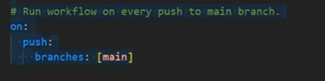 # Run workflow on every push to main branch.
on:
  push:
    branches: [main]